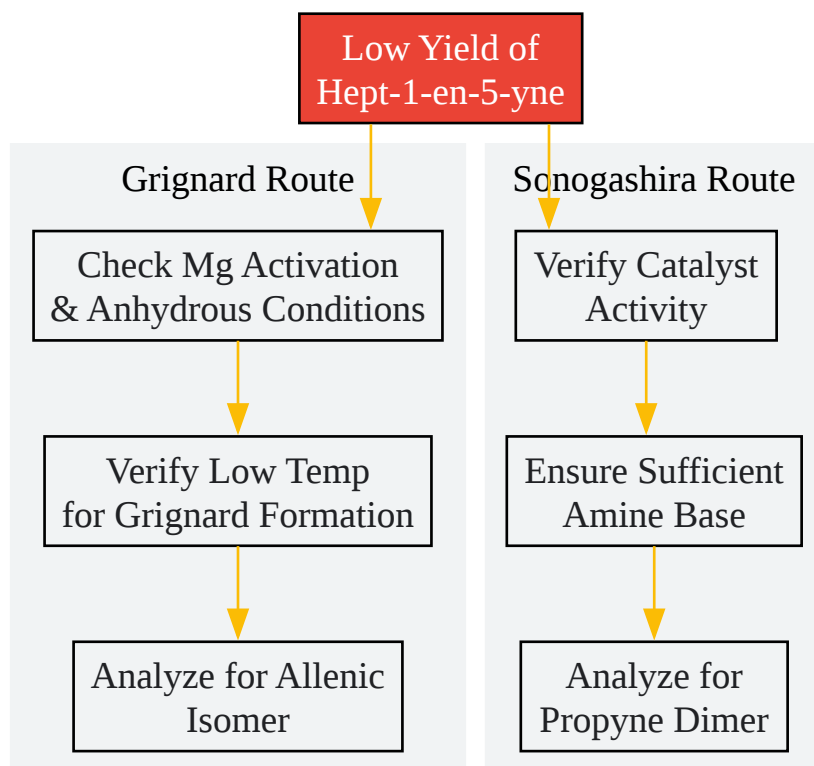 Low Yield of
Hept-1-en-5-yne
Grignard Route
Check Mg Activation
& Anhydrous Conditions
Verify Low Temp
for Grignard Formation
Analyze for Allenic
Isomer
Sonogashira Route
Verify Catalyst
Activity
Ensure Sufficient
Amine Base
Analyze for
Propyne Dimer